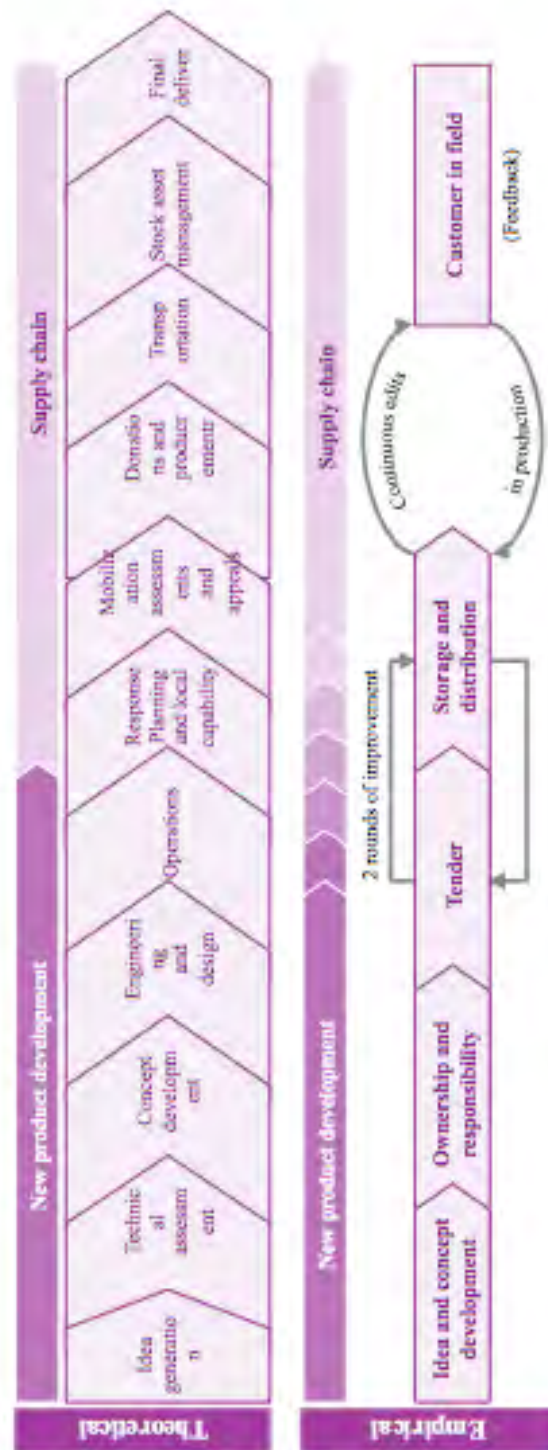 Theoretical
New product development
Supply chain
Idea
generatio
n
Technic
al
assessm
ent
Concept
developm
ent
Engineeri
ng
and
design
Operations
Response
Planning
and local
capability
Mobiliz
ation
assessm
ents
and
appeals
Donatio
ns and
product
ementr
Transp
ortation
Stock asset
management
Final
deliver
Empirical
New product development
Supply chain
Idea and concept
development
Ownership and
responsibility
Tender
2 rounds of improvement
Storage and
distribution
Continuous edits
in production
Customer in field
(Feedback)